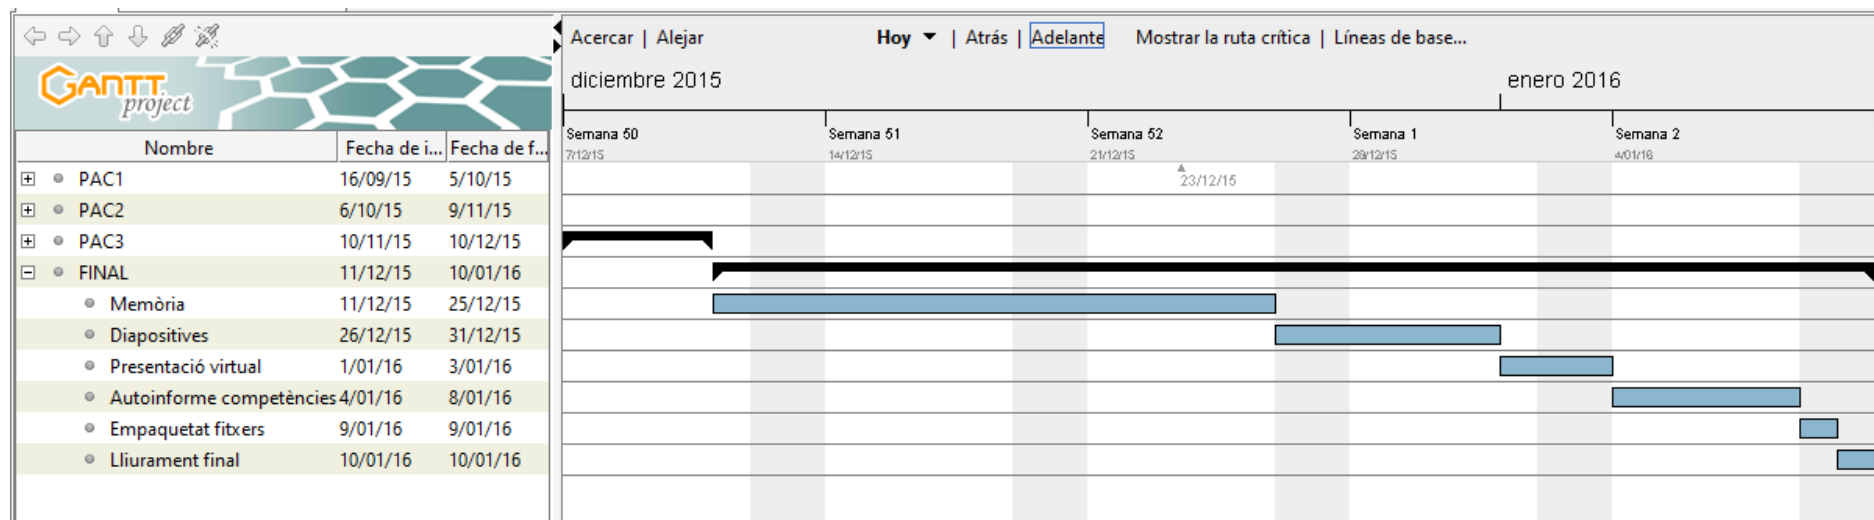 Acercar | Alejar Hoy | Atrás | Adelante Mostrar la ruta crítica | Líneas de base...
GANTT
project
diciembre 2015 enero 2016
Semana 50 Semana 51 Semana 52 Semana 1 Semana 2
7/12/15 14/12/15 21/12/15 28/12/15 4/01/16
Nombre Fecha de i... Fecha de f...
23/12/15
PAC1 16/09/15 5/10/15
PAC2 6/10/15 9/11/15
PAC3 10/11/15 10/12/15
FINAL 11/12/15 10/01/16
Memòria 11/12/15 25/12/15
Diapositives 26/12/15 31/12/15
Presentació virtual 1/01/16 3/01/16
Autoinforme competències 4/01/16 8/01/16
Empaquetat fitxers 9/01/16 9/01/16
Lliurament final 10/01/16 10/01/16